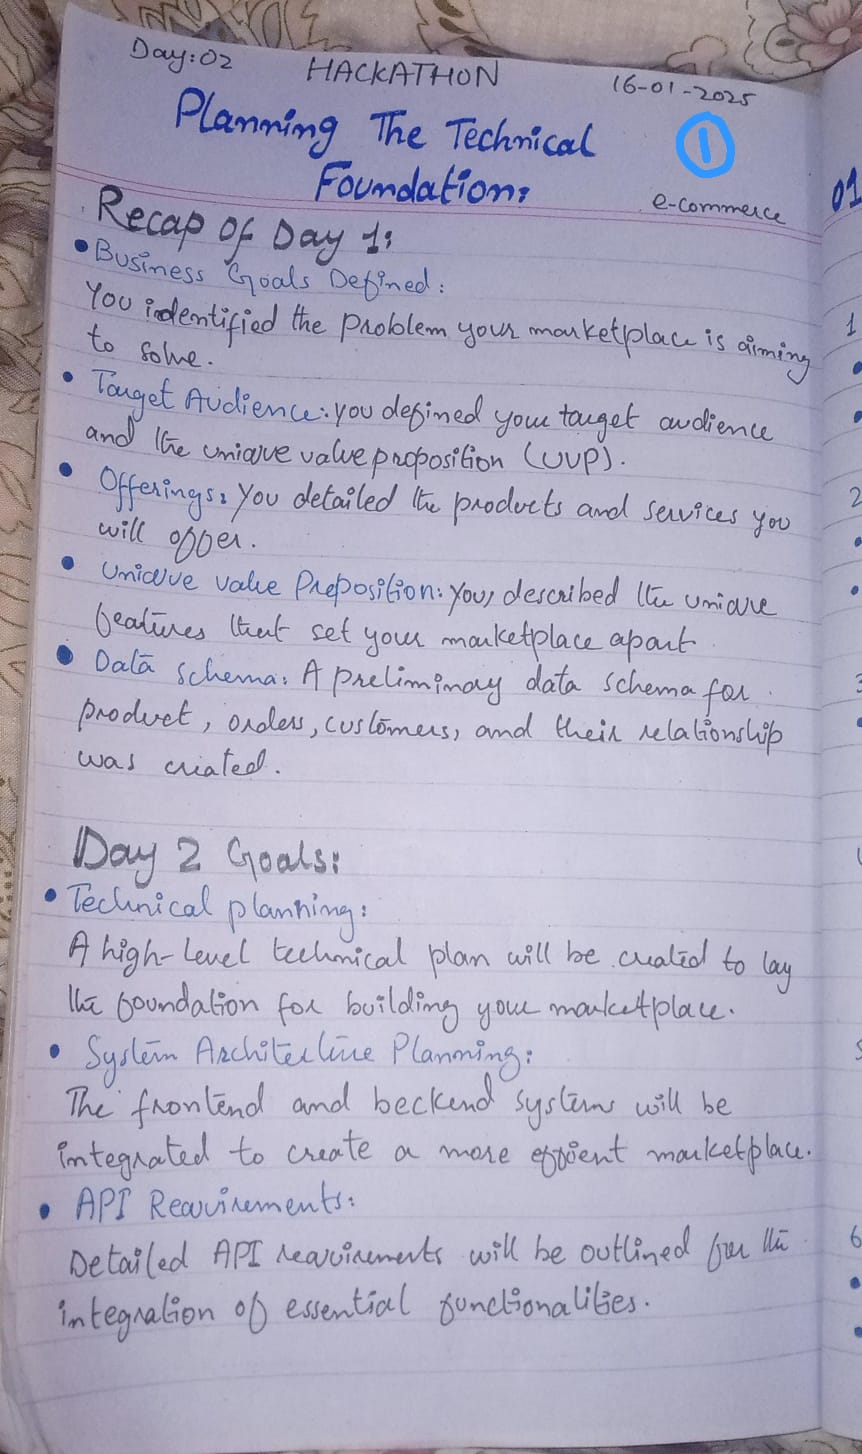 Day:02 HACKATHON 16-01-2025
Planning The Technical
Foundation:
1
e-commerce
Recap of Day 1:
• Business Goals Defined:
You indentified the problem your marketplace is aiming
to solve.
• Target Audience: you defined your target audience
and the unique value proposition (UVP).
• Offerings: You detailed the products and services you
will offer.
• Unique value Preposition: You, described the unique
features that set your marketplace apart.
• Data schema: A preliminary data schema for
product, orders, customers, and their relationship
was criated.
Day 2 Goals:
• Technical planning:
A high-level technical plan will be created to lay
the foundation for building your marketplace.
• System Architecture Planning:
The frontend and beckend systems will be
integrated to create a more effient marketplace.
• API Requirements:
Detailed API requirements will be outlined for the
integration of essential functionalities.
01
1
2
3
6